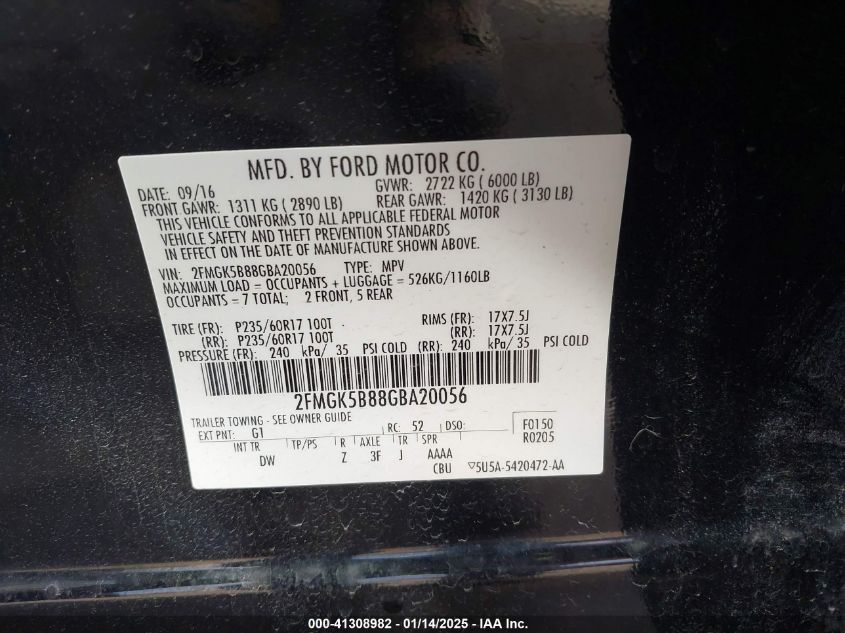 MFD. BY FORD MOTOR CO.
DATE: 09/16 GVWR: 2722 KG ( 6000 LB)
FRONT GAWR: 1311 KG ( 2890 LB) REAR GAWR: 1420 KG ( 3130 LB)
THIS VEHICLE CONFORMS TO ALL APPLICABLE FEDERAL MOTOR
VEHICLE SAFETY AND THEFT PREVENTION STANDARDS
IN EFFECT ON THE DATE OF MANUFACTURE SHOWN ABOVE.
VIN: 2FMGK5B88GBA20056 TYPE: MPV
MAXIMUM LOAD = OCCUPANTS + LUGGAGE = 526KG/1160LB
OCCUPANTS = 7 TOTAL; 2 FRONT, 5 REAR
TIRE (FR): P235/60R17 100T RIMS (FR): 17X7.5J
(RR): P235/60R17 100T (RR): 17X7.5J
PRESSURE (FR): 240 kPa/ 35 PSI COLD (RR): 240 kPa/ 35 PSI COLD
2FMGK5B88GBA20056
TRAILER TOWING - SEE OWNER GUIDE
EXT PNT: G1 RC: 52 DSO: F0150
R0205
INT TR TP/PS R AXLE TR SPR
DW Z 3F J AAAA
CBU ▽5U5A-5420472-AA
000-41308982 — 01/14/2025 — IAA Inc.